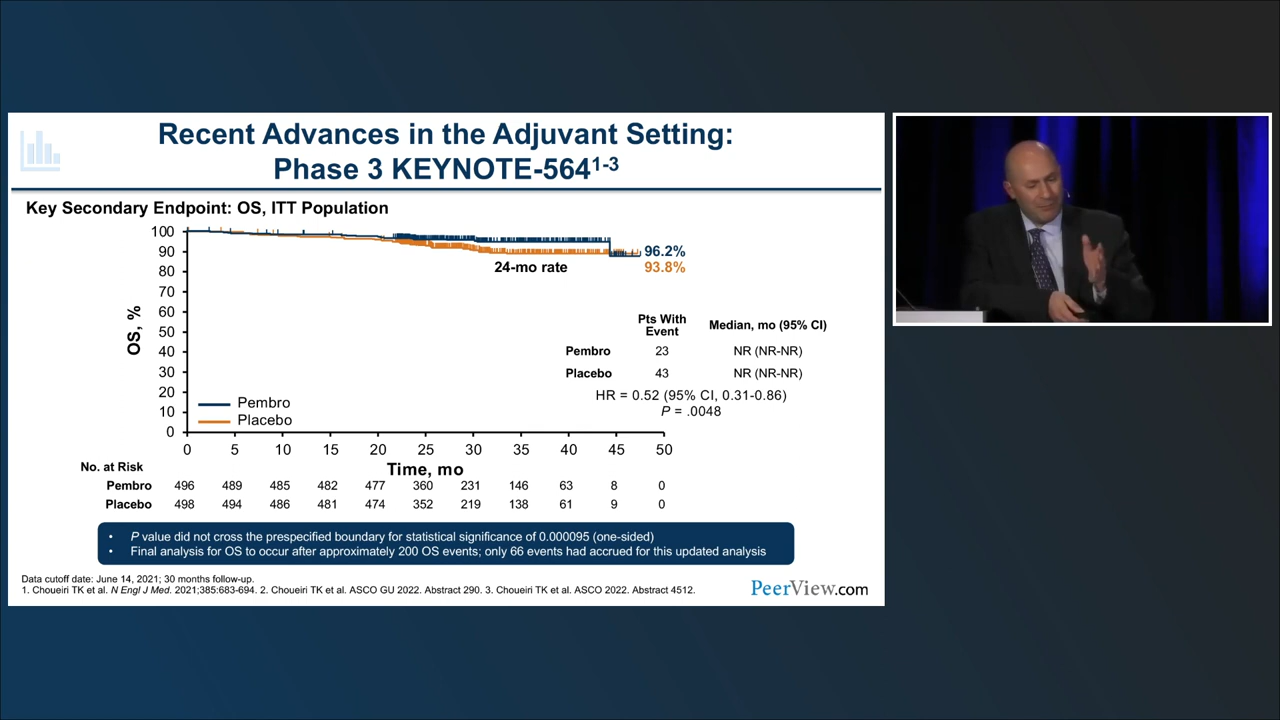 Recent Advances in the Adjuvant Setting:
Phase 3 KEYNOTE-564¹⁻³
Key Secondary Endpoint: OS, ITT Population
100
90
80
70
60
50
40
30
20
10
0
OS, %
96.2%
93.8%
24-mo rate
Pts With
Event
Median, mo (95% CI)
Pembro 23 NR (NR-NR)
Placebo 43 NR (NR-NR)
HR = 0.52 (95% CI, 0.31-0.86)
P = .0048
Pembro
Placebo
0 5 10 15 20 25 30 35 40 45 50
Time, mo
No. at Risk
Pembro 496 489 485 482 477 360 231 146 63 8 0
Placebo 498 494 486 481 474 352 219 138 61 9 0
• P value did not cross the prespecified boundary for statistical significance of 0.000095 (one-sided)
• Final analysis for OS to occur after approximately 200 OS events; only 66 events had accrued for this updated analysis
Data cutoff date: June 14, 2021; 30 months follow-up.
1. Choueiri TK et al. N Engl J Med. 2021;385:683-694. 2. Choueiri TK et al. ASCO GU 2022. Abstract 290. 3. Choueiri TK et al. ASCO 2022. Abstract 4512.
PeerView.com